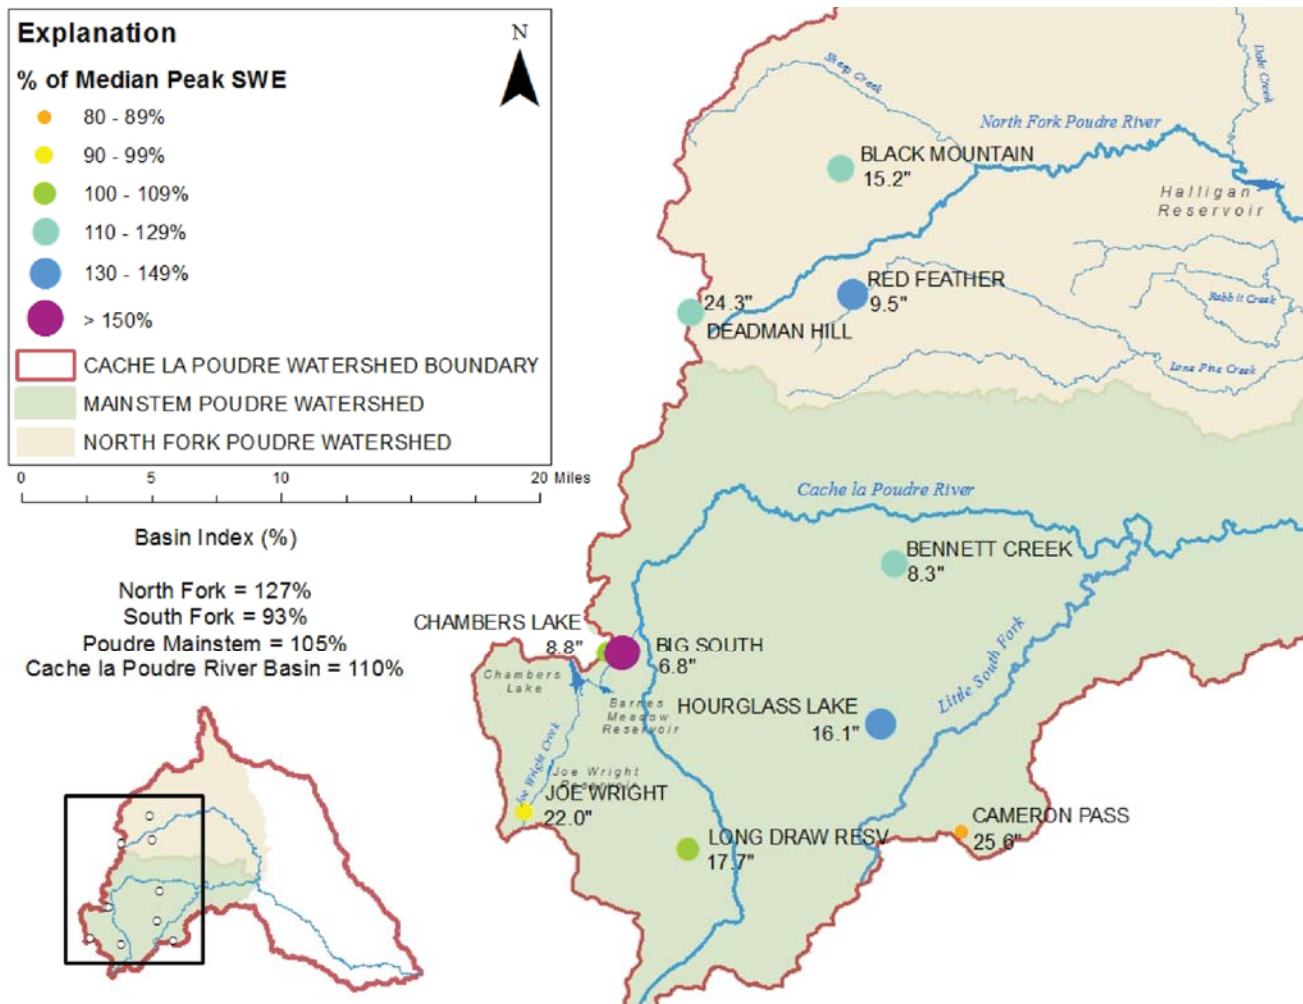 Explanation
N
% of Median Peak SWE
80 - 89%
90 - 99%
100 - 109%
110 - 129%
130 - 149%
> 150%
CACHE LA POUDRE WATERSHED BOUNDARY
MAINSTEM POUDRE WATERSHED
NORTH FORK POUDRE WATERSHED
0 5 10 20 Miles
Basin Index (%)
North Fork = 127%
South Fork = 93%
Poudre Mainstem = 105%
Cache la Poudre River Basin = 110%
Sheep Creek
Dale Creek
North Fork Poudre River
BLACK MOUNTAIN
15.2"
Halligan
Reservoir
RED FEATHER
9.5"
Rabbit Creek
24.3"
DEADMAN HILL
Lone Pine Creek
Cache la Poudre River
BENNETT CREEK
8.3"
CHAMBERS LAKE
8.8"
BIG SOUTH
6.8"
Chambers
Lake
Barnes
Meadow
Reservoir
Little South Fork
HOURGLASS LAKE
16.1"
Joe Wright Creek
Joe Wright
Reservoir
JOE WRIGHT
22.0"
LONG DRAW RESV
17.7"
CAMERON PASS
25.6"